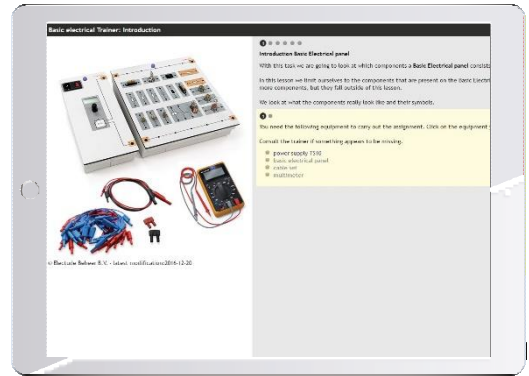 Basic electrical Trainer: Introduction
1
Introduction Basic Electrical panel
With this task we are going to look at which components a Basic Electrical panel consists
In this lesson we limit ourselves to the components that are present on the Basic Electri
more components, but they fall outside of this lesson.
We look at what the components really look like and their symbols.
1
You need the following equipment to carry out the assignment. Click on the equipment
Consult the trainer if something appears to be missing.
power supply
basic electrical panel
cable set
multimeter
Electude Beheer B.V. - latest modification:2016-12-20